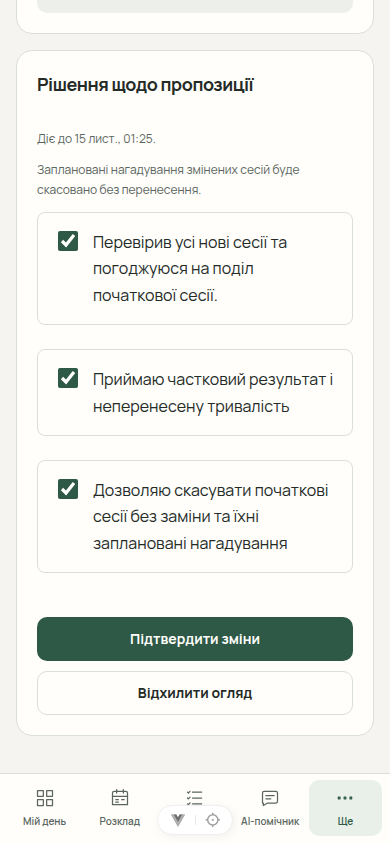 Рішення щодо пропозиції
Діє до 15 лист., 01:25.
Заплановані нагадування змінених сесій буде
скасовано без перенесення.
Перевірив усі нові сесії та
погоджуюся на поділ
початкової сесії.
Приймаю частковий результат і
неперенесену тривалість
Дозволяю скасувати початкові
сесії без заміни та їхні
заплановані нагадування
Підтвердити зміни
Відхилити огляд
Мій день
Розклад
AI-помічник
Ще